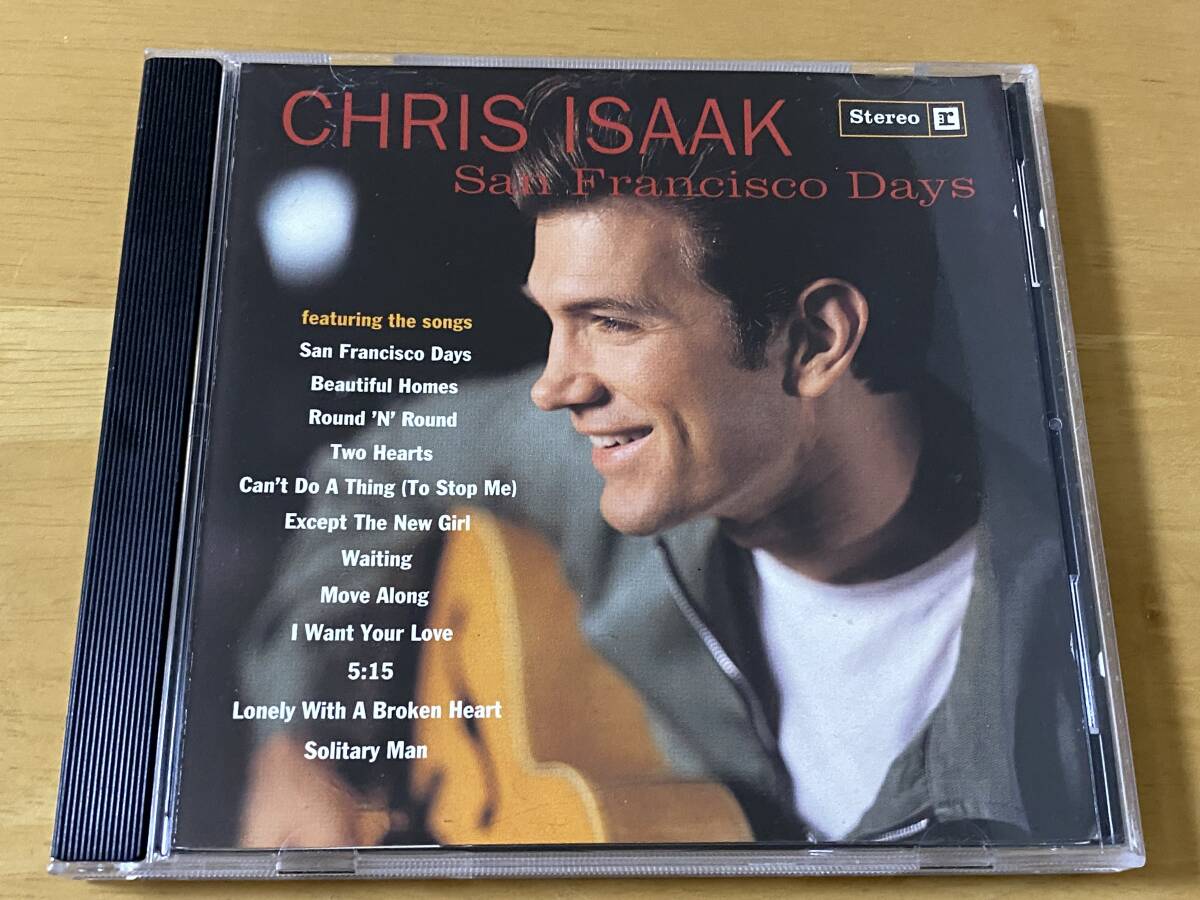 CHRIS ISAAK
Stereo r
San Francisco Days
featuring the songs
San Francisco Days
Beautiful Homes
Round 'N' Round
Two Hearts
Can't Do A Thing (To Stop Me)
Except The New Girl
Waiting
Move Along
I Want Your Love
5:15
Lonely With A Broken Heart
Solitary Man